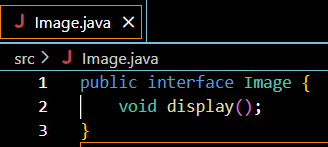 Image.java
src > Image.java
1 public interface Image {
2     void display();
3 }